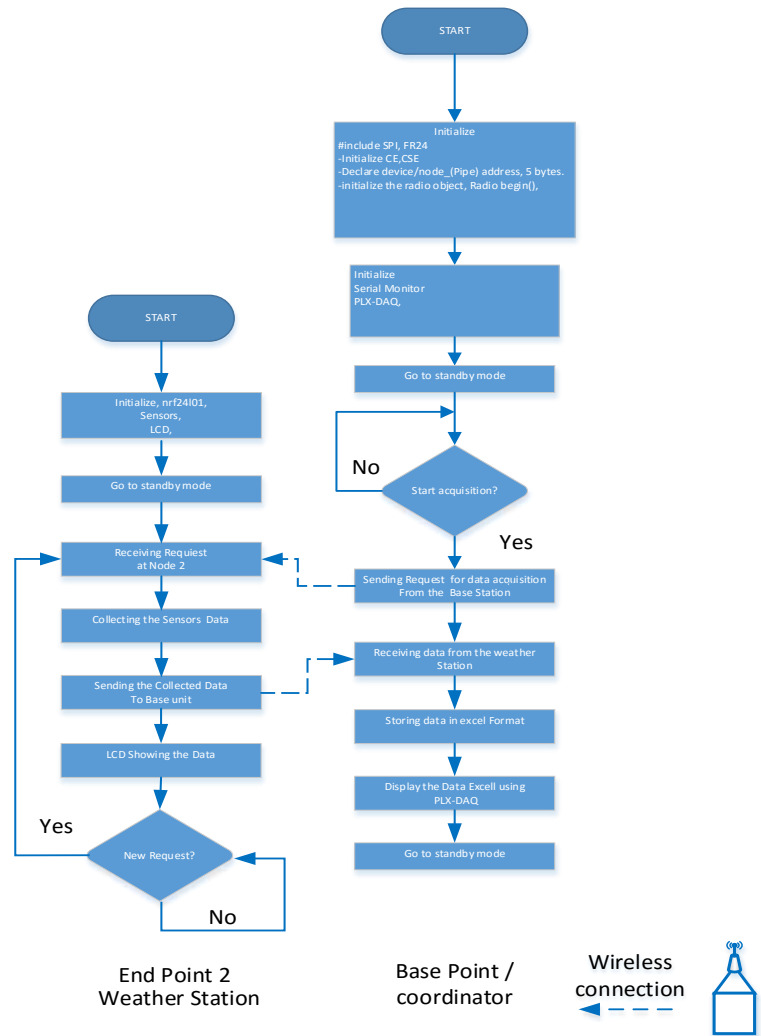 START
Initialize
#include SPI, FR24
-Initialize CE,CSE
-Declare device/node_(Pipe) address, 5 bytes.
-initialize the radio object, Radio begin(),
Initialize
Serial Monitor
PLX-DAQ,
Go to standby mode
No
Start acquisition?
Yes
Sending Request for data acquisition
From the Base Station
Receiving data from the weather
Station
Storing data in excel Format
Display the Data Excell using
PLX-DAQ
Go to standby mode
START
Initialize, nrf24l01,
Sensors,
LCD,
Go to standby mode
Receiving Requiest
at Node 2
Collecting the Sensors Data
Sending the Collected Data
To Base unit
LCD Showing the Data
Yes
New Request?
No
End Point 2
Weather Station
Base Point /
coordinator
Wireless
connection